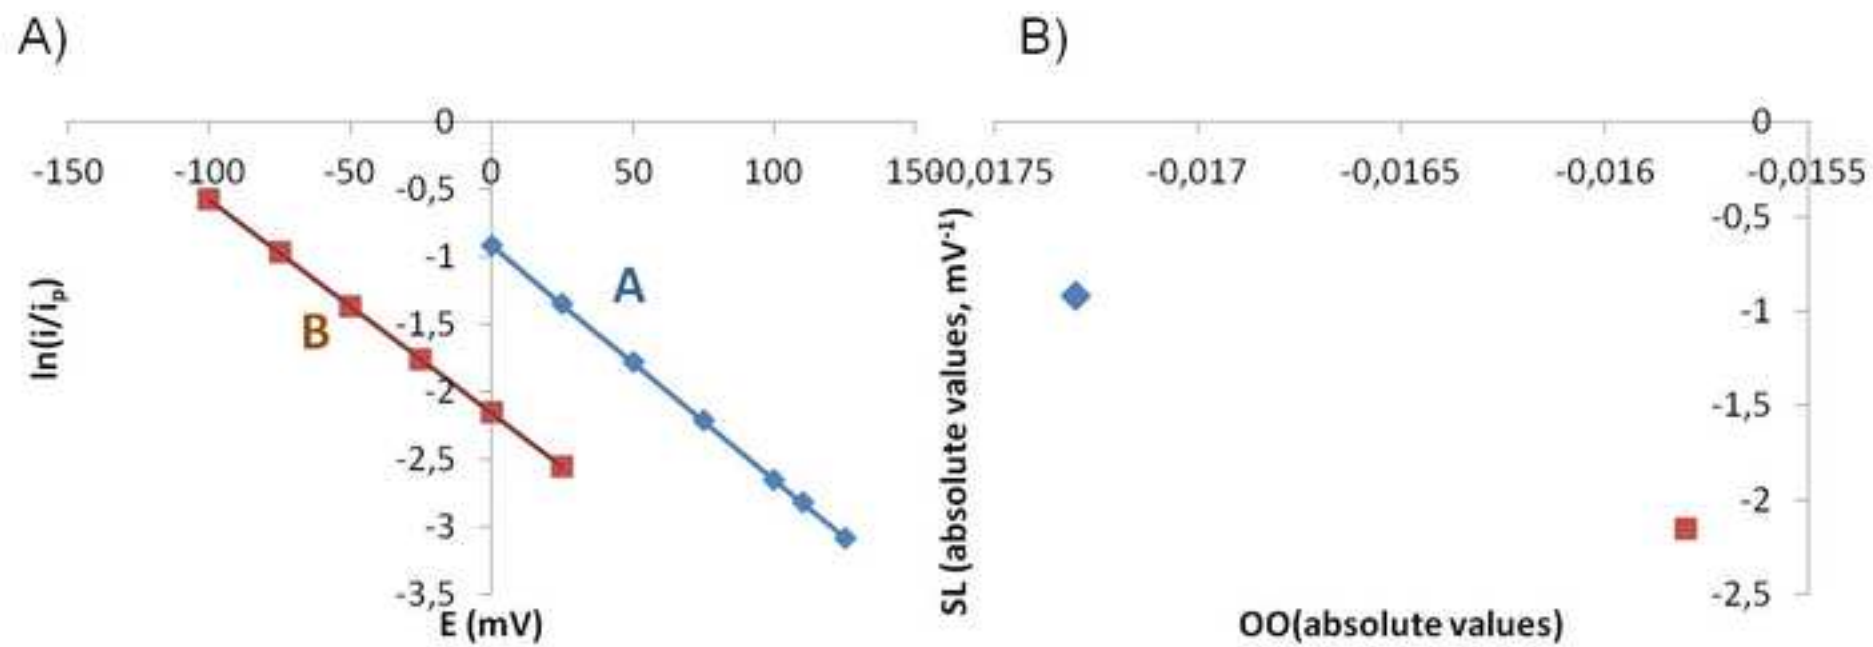 A)
B)
0
-150 -100 -50 0 50 100 150
-0,5
-1
-1,5
-2
-2,5
-3
-3,5
ln(i/iₚ)
A
B
E (mV)
0
-0,0175 -0,017 -0,0165 -0,016 -0,0155
-0,5
-1
-1,5
-2
-2,5
SL (absolute values, mV⁻¹)
OO(absolute values)